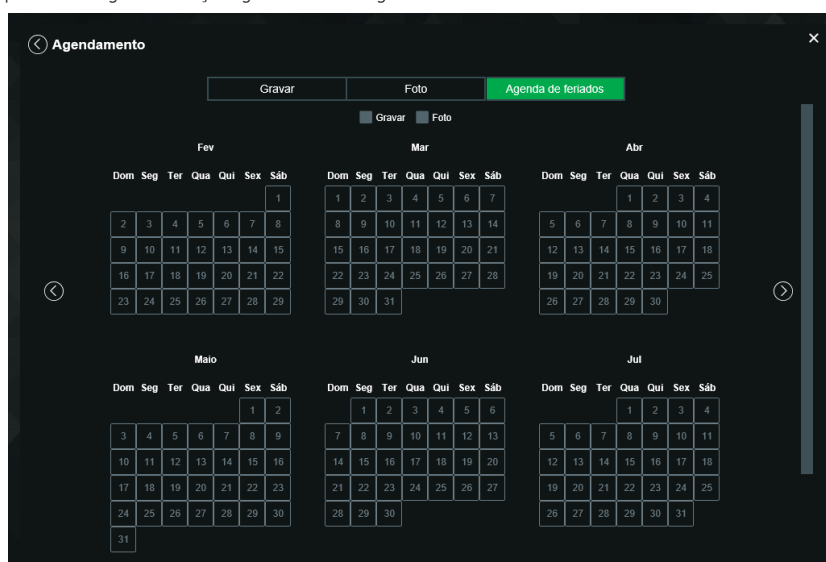 Agendamento
Gravar Foto Agenda de feriados
Gravar Foto
Fev Mar Abr
Dom Seg Ter Qua Qui Sex Sáb Dom Seg Ter Qua Qui Sex Sáb Dom Seg Ter Qua Qui Sex Sáb
1 1 2 3 4 5 6 7 1 2 3 4
2 3 4 5 6 7 8 8 9 10 11 12 13 14 5 6 7 8 9 10 11
9 10 11 12 13 14 15 15 16 17 18 19 20 21 12 13 14 15 16 17 18
16 17 18 19 20 21 22 22 23 24 25 26 27 28 19 20 21 22 23 24 25
23 24 25 26 27 28 29 29 30 31 26 27 28 29 30
Maio Jun Jul
Dom Seg Ter Qua Qui Sex Sáb Dom Seg Ter Qua Qui Sex Sáb Dom Seg Ter Qua Qui Sex Sáb
1 2 1 2 3 4 5 6 1 2 3 4
3 4 5 6 7 8 9 7 8 9 10 11 12 13 5 6 7 8 9 10 11
10 11 12 13 14 15 16 14 15 16 17 18 19 20 12 13 14 15 16 17 18
17 18 19 20 21 22 23 21 22 23 24 25 26 27 19 20 21 22 23 24 25
24 25 26 27 28 29 30 28 29 30 26 27 28 29 30 31
31